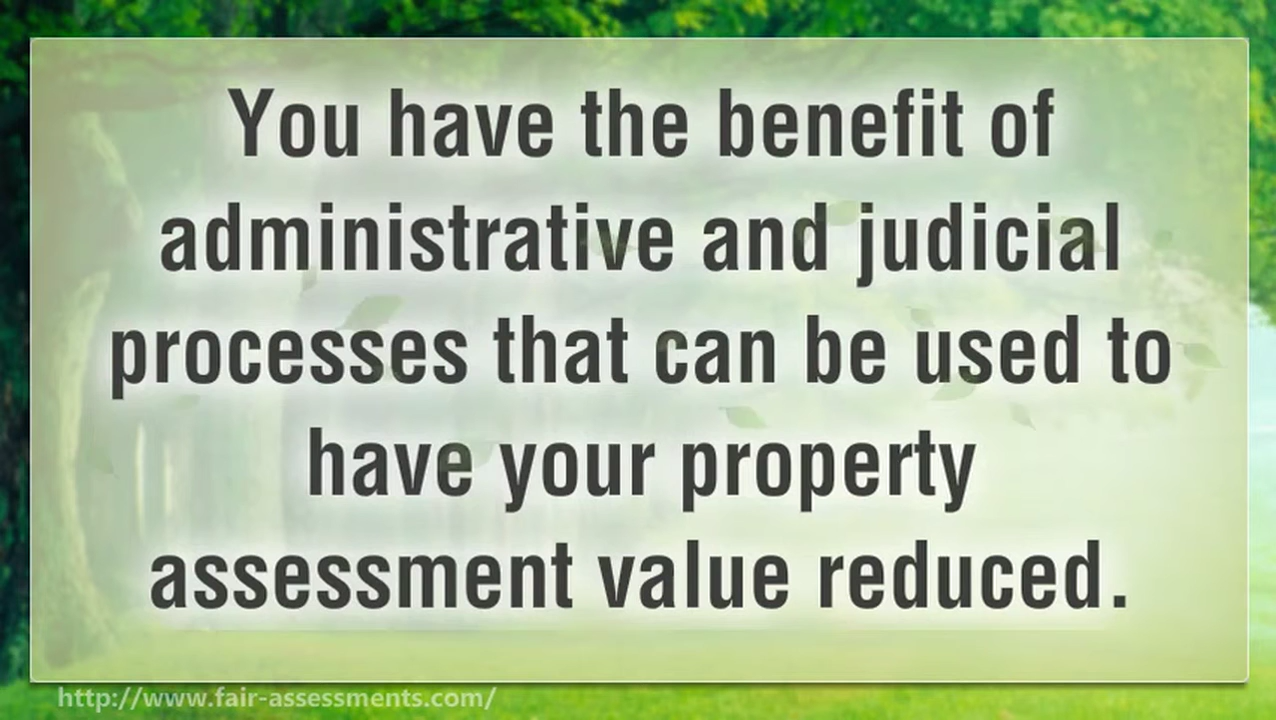 You have the benefit of
administrative and judicial
processes that can be used to
have your property
assessment value reduced.
http://www.fair-assessments.com/